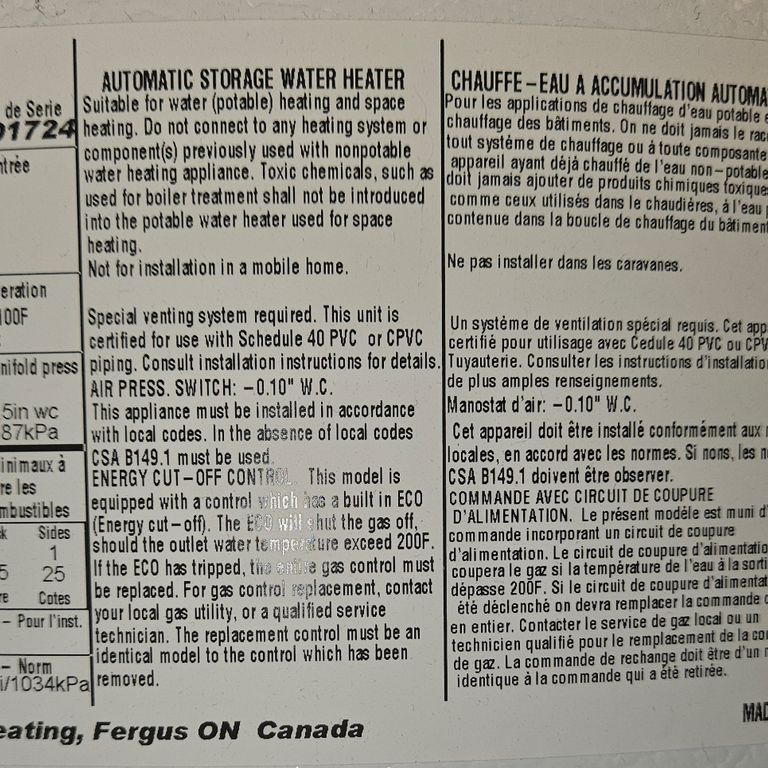 de Serie
01724
ntrée
eration
100F
nifold press
5in wc
87kPa
inimaux à
re les
mbustibles
k Sides
1
5 25
re Cotes
- Pour l'inst.
- Norm
i/1034kPa
AUTOMATIC STORAGE WATER HEATER
Suitable for water (potable) heating and space
heating. Do not connect to any heating system or
component(s) previously used with nonpotable
water heating appliance. Toxic chemicals, such as
used for boiler treatment shall not be introduced
into the potable water heater used for space
heating.
Not for installation in a mobile home.
Special venting system required. This unit is
certified for use with Schedule 40 PVC or CPVC
piping. Consult installation instructions for details.
AIR PRESS. SWITCH: -0.10" W.C.
This appliance must be installed in accordance
with local codes. In the absence of local codes
CSA B149.1 must be used.
ENERGY CUT-OFF CONTROL. This model is
equipped with a control which has a built in ECO
(Energy cut-off). The ECO will shut the gas off,
should the outlet water temperature exceed 200F.
If the ECO has tripped, the entire gas control must
be replaced. For gas control replacement, contact
your local gas utility, or a qualified service
technician. The replacement control must be an
identical model to the control which has been
removed.
CHAUFFE-EAU A ACCUMULATION AUTOMA
Pour les applications de chauffage d'eau potable e
chauffage des bâtiments. On ne doit jamais le rac
tout système de chauffage ou à toute composante
appareil ayant déjà chauffé de l'eau non-potable
doit jamais ajouter de produits chimiques toxiques
comme ceux utilisés dans le chaudières, à l'eau p
contenue dans la boucle de chauffage du bâtiment
Ne pas installer dans les caravanes.
Un système de ventilation spécial requis. Cet app
certifié pour utilisage avec Cedule 40 PVC ou CPV
Tuyauterie. Consulter les instructions d'installatio
de plus amples renseignements.
Manostat d'air: -0.10" W.C.
Cet appareil doit être installé conformément aux n
locales, en accord avec les normes. Si nons, les n
CSA B149.1 doivent être observer.
COMMANDE AVEC CIRCUIT DE COUPURE
D'ALIMENTATION. Le présent modèle est muni d'
commande incorporant un circuit de coupure
d'alimentation. Le circuit de coupure d'alimentatio
coupera le gaz si la température de l'eau à la sorti
dépasse 200F. Si le circuit de coupure d'alimentat
été déclenché on devra remplacer la commande d
en entier. Contacter le service de gaz local ou un
technicien qualifié pour le remplacement de la co
de gaz. La commande de rechange doit être d'un m
identique à la commande qui a été retirée.
eating, Fergus ON Canada
MAD